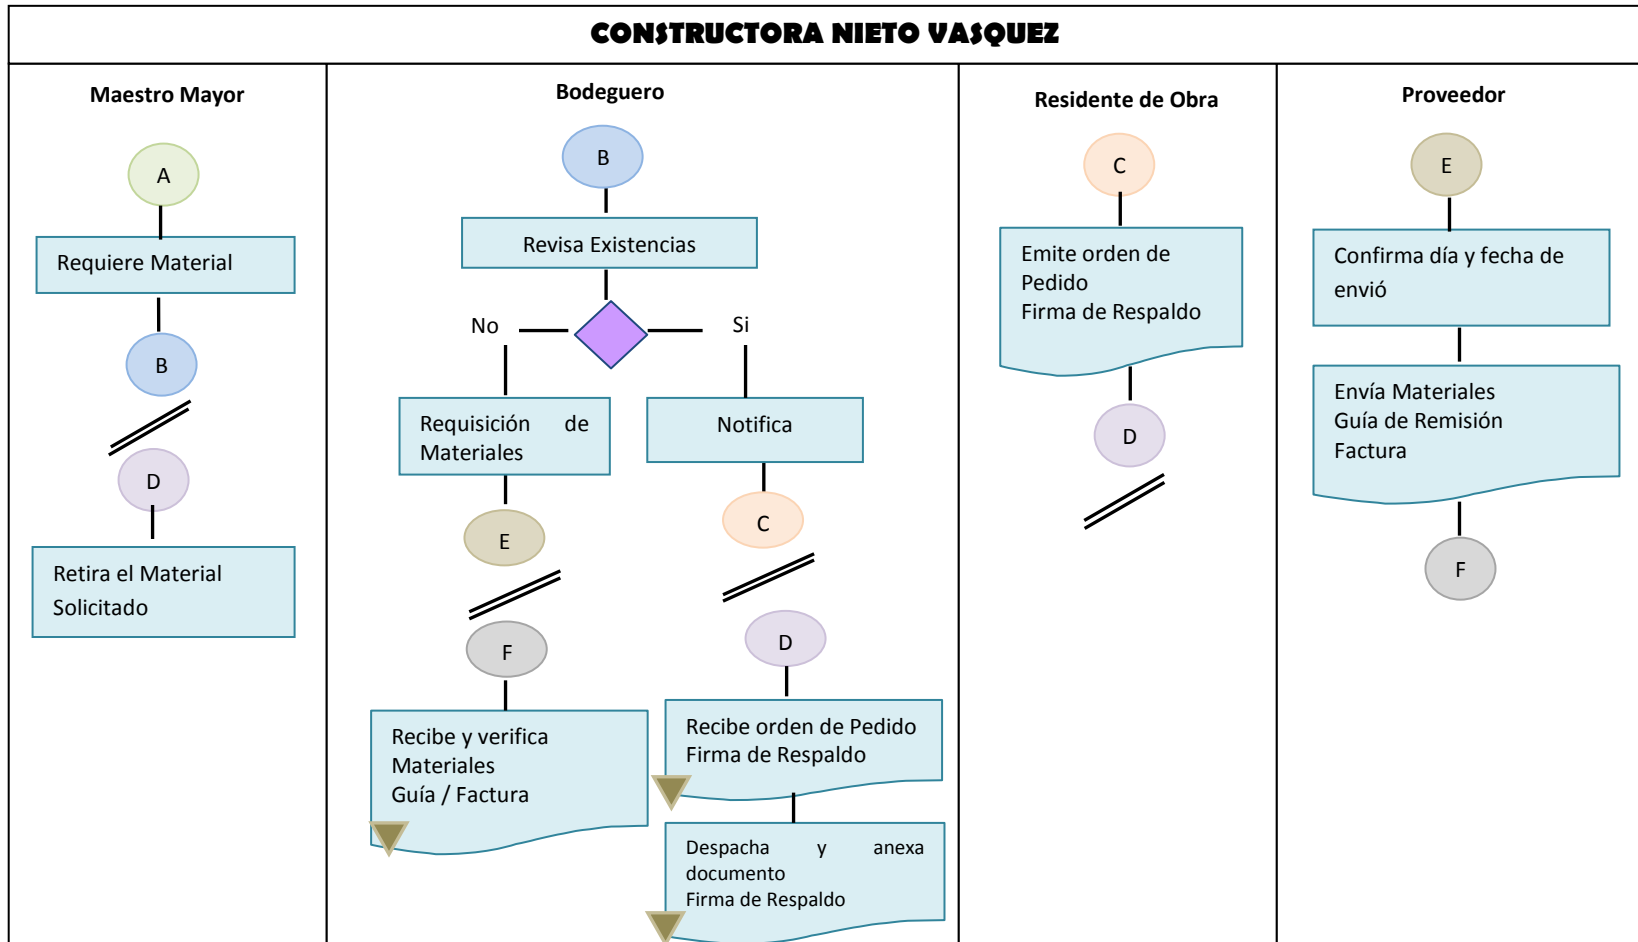 CONSTRUCTORA NIETO VASQUEZ
Maestro Mayor
A
Requiere Material
B
D
Retira el Material
Solicitado
Bodeguero
B
Revisa Existencias
No
Si
Requisición de
Materiales
E
F
Recibe y verifica
Materiales
Guía / Factura
Notifica
C
D
Recibe orden de Pedido
Firma de Respaldo
Despacha y anexa
documento
Firma de Respaldo
Residente de Obra
C
Emite orden de
Pedido
Firma de Respaldo
D
Proveedor
E
Confirma día y fecha de
envió
Envía Materiales
Guía de Remisión
Factura
F